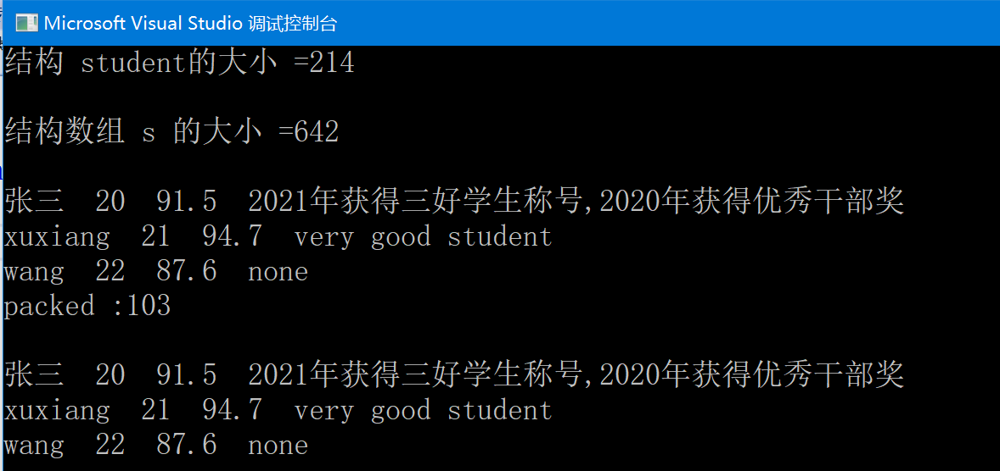 Microsoft Visual Studio 调试控制台
结构 student的大小 =214
结构数组 s 的大小 =642
张三  20  91.5  2021年获得三好学生称号,2020年获得优秀干部奖
xuxiang  21  94.7  very good student
wang  22  87.6  none
packed :103
张三  20  91.5  2021年获得三好学生称号,2020年获得优秀干部奖
xuxiang  21  94.7  very good student
wang  22  87.6  none